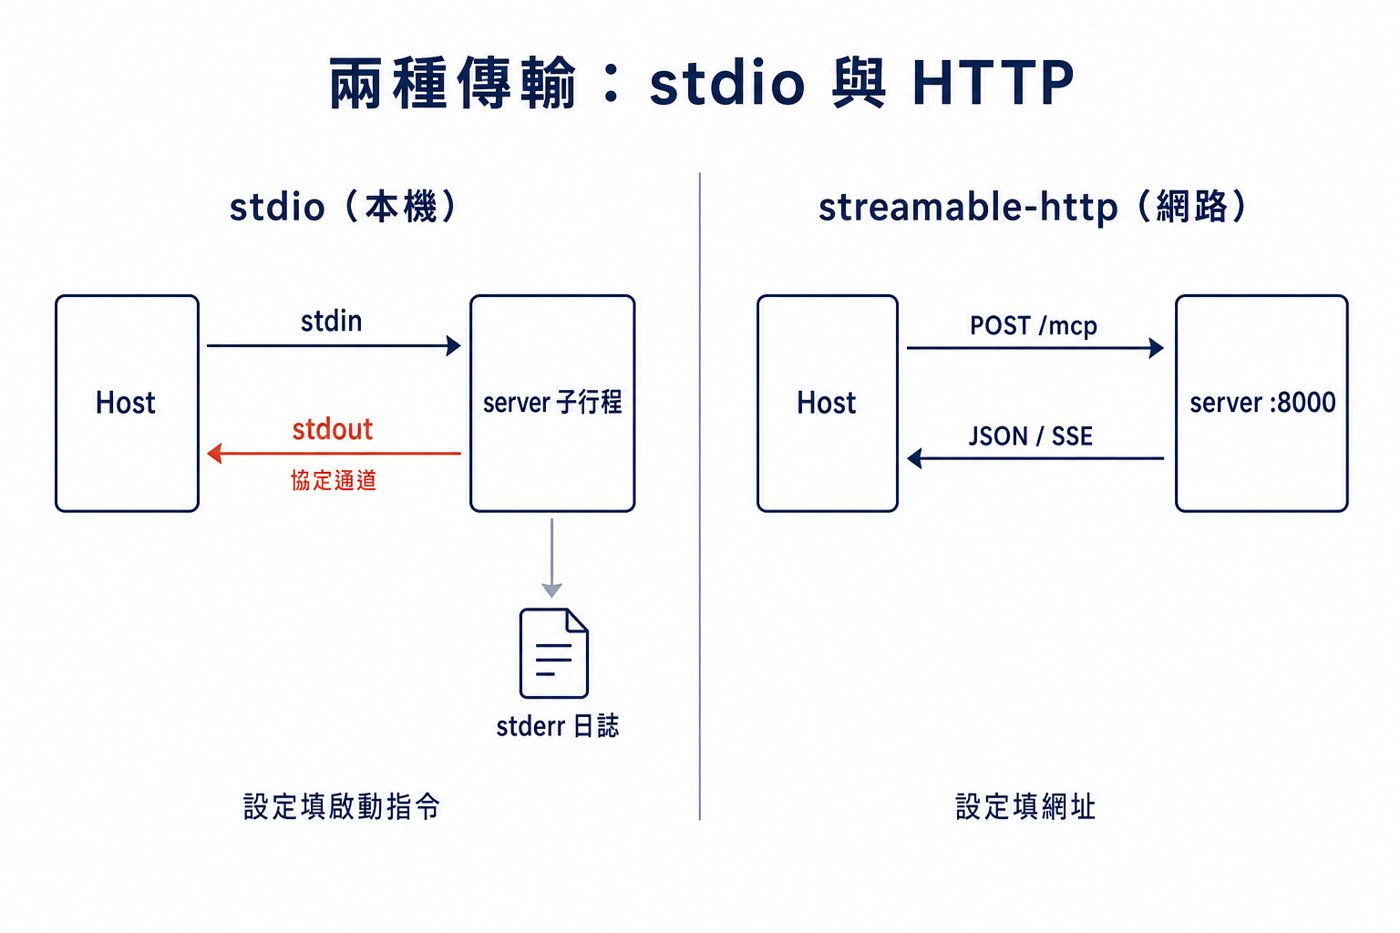 兩種傳輸：stdio 與 HTTP
stdio（本機）
Host
stdin
stdout
協定通道
server 子行程
stderr 日誌
設定填啟動指令
streamable-http（網路）
Host
POST /mcp
JSON / SSE
server :8000
設定填網址